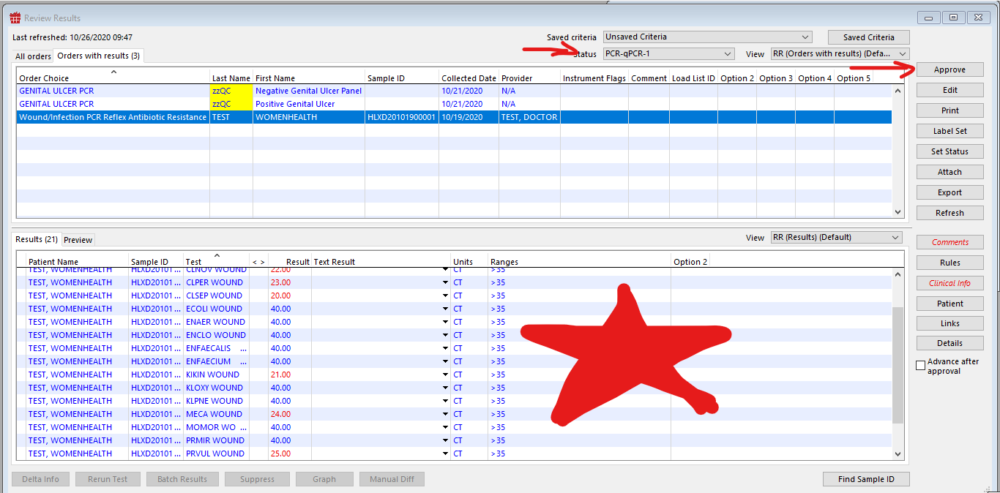 Review Results
Last refreshed: 10/26/2020 09:47
Saved criteria Unsaved Criteria Saved Criteria
All orders Orders with results (3) Status PCR-qPCR-1 View RR (Orders with results) (Defa...
Order Choice Last Name First Name Sample ID Collected Date Provider Instrument Flags Comment Load List ID Option 2 Option 3 Option 4 Option 5
GENITAL ULCER PCR zzQC Negative Genital Ulcer Panel 10/21/2020 N/A
GENITAL ULCER PCR zzQC Positive Genital Ulcer 10/21/2020 N/A
Wound/Infection PCR Reflex Antibiotic Resistance TEST WOMENHEALTH HLXD20101900001 10/19/2020 TEST, DOCTOR
Approve
Edit
Print
Label Set
Set Status
Attach
Export
Refresh
Results (21) Preview View RR (Results) (Default)
Patient Name Sample ID Test < > Result Text Result Units Ranges Option 2
TEST, WOMENHEALTH HLXD20101 ... CLNOV WOUND 22.00 CT >35
TEST, WOMENHEALTH HLXD20101 ... CLPER WOUND 23.00 CT >35
TEST, WOMENHEALTH HLXD20101 ... CLSEP WOUND 20.00 CT >35
TEST, WOMENHEALTH HLXD20101 ... ECOLI WOUND 40.00 CT >35
TEST, WOMENHEALTH HLXD20101 ... ENAER WOUND 40.00 CT >35
TEST, WOMENHEALTH HLXD20101 ... ENCLO WOUND 40.00 CT >35
TEST, WOMENHEALTH HLXD20101 ... ENFAECALIS ... 40.00 CT >35
TEST, WOMENHEALTH HLXD20101 ... ENFAECIUM ... 40.00 CT >35
TEST, WOMENHEALTH HLXD20101 ... KIKIN WOUND 21.00 CT >35
TEST, WOMENHEALTH HLXD20101 ... KLOXY WOUND 40.00 CT >35
TEST, WOMENHEALTH HLXD20101 ... KLPNE WOUND 40.00 CT >35
TEST, WOMENHEALTH HLXD20101 ... MECA WOUND 24.00 CT >35
TEST, WOMENHEALTH HLXD20101 ... MOMOR WO ... 40.00 CT >35
TEST, WOMENHEALTH HLXD20101 ... PRMIR WOUND 40.00 CT >35
TEST, WOMENHEALTH HLXD20101 ... PRVUL WOUND 25.00 CT >35
Comments
Rules
Clinical Info
Patient
Links
Details
Advance after
approval
Delta Info Rerun Test Batch Results Suppress Graph Manual Diff Find Sample ID